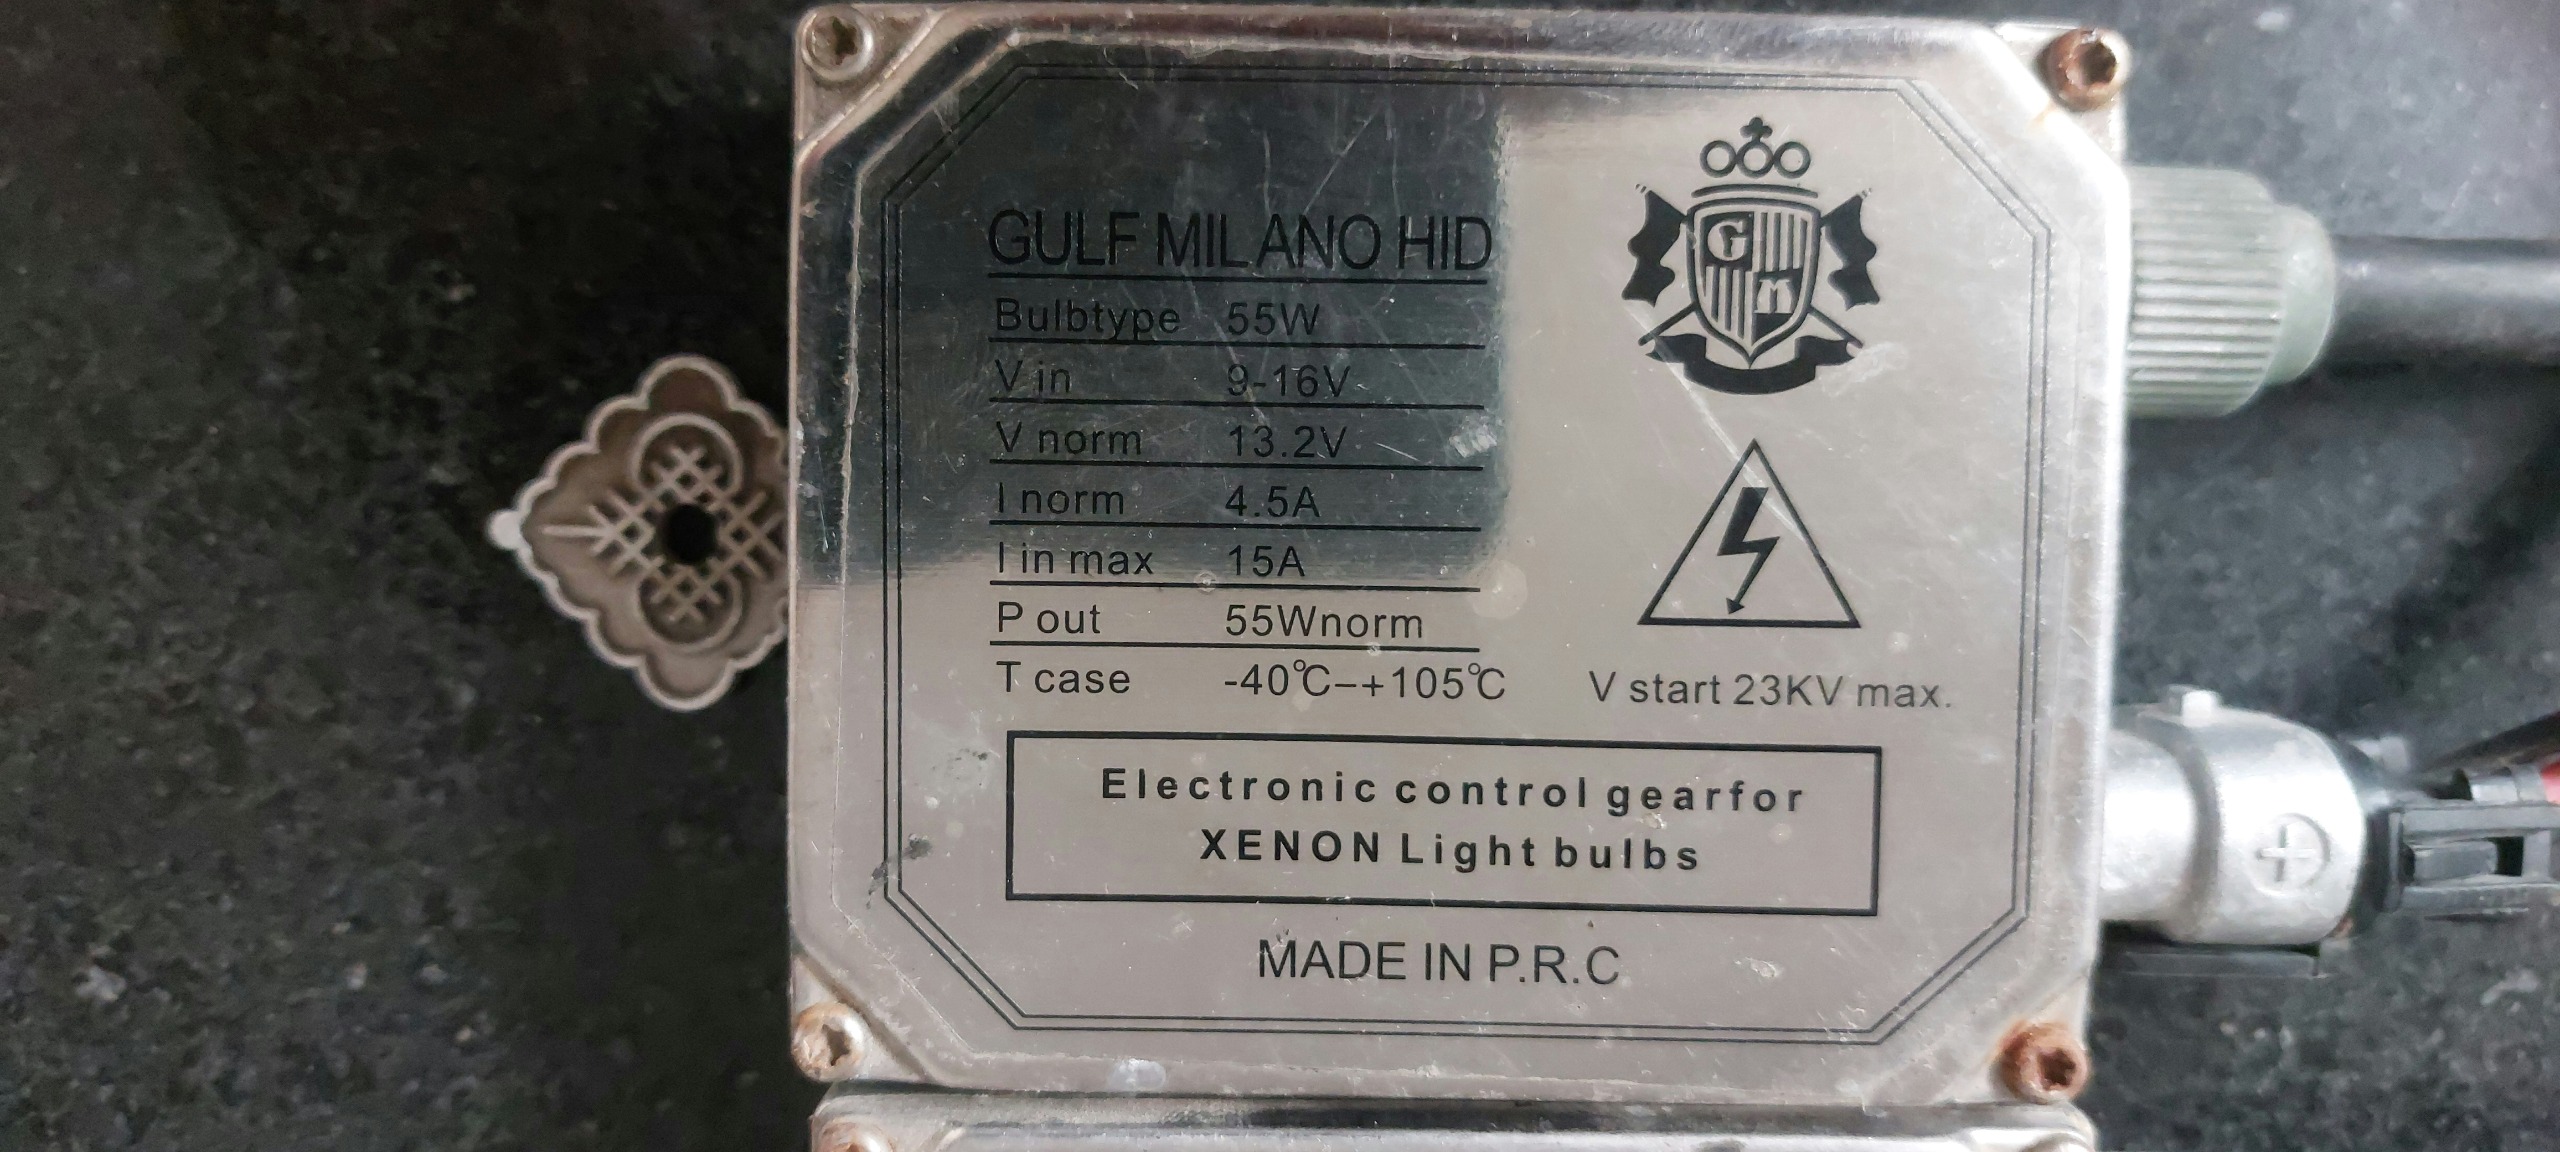 GULF MILANO HID
Bulbtype 55W
V in 9-16V
V norm 13.2V
I norm 4.5A
I in max 15A
P out 55Wnorm
T case -40℃–+105℃
G
M
V start 23KV max.
Electronic control gearfor
XENON Light bulbs
MADE IN P.R.C
+